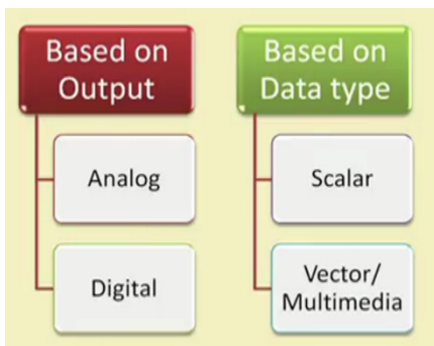 Based on
Output
Analog
Digital
Based on
Data type
Scalar
Vector/
Multimedia